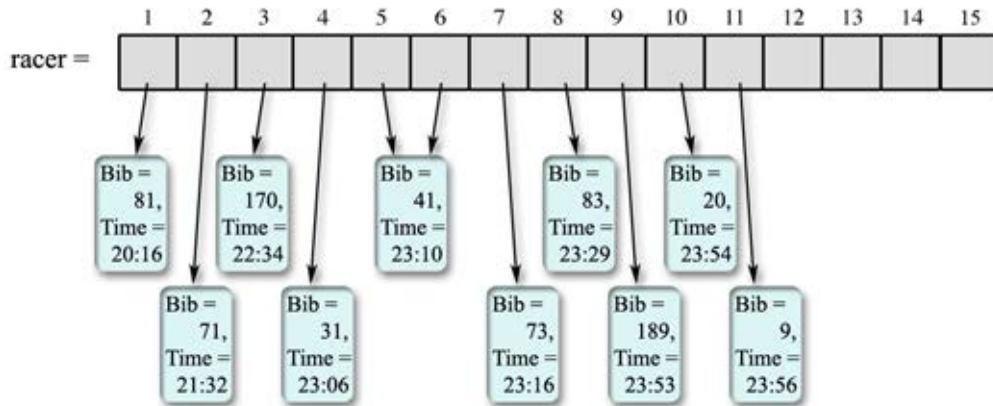 1 2 3 4 5 6 7 8 9 10 11 12 13 14 15
racer =
Bib =
81,
Time =
20:16
Bib =
170,
Time =
22:34
Bib =
41,
Time =
23:10
Bib =
83,
Time =
23:29
Bib =
20,
Time =
23:54
Bib =
71,
Time =
21:32
Bib =
31,
Time =
23:06
Bib =
73,
Time =
23:16
Bib =
189,
Time =
23:53
Bib =
9,
Time =
23:56